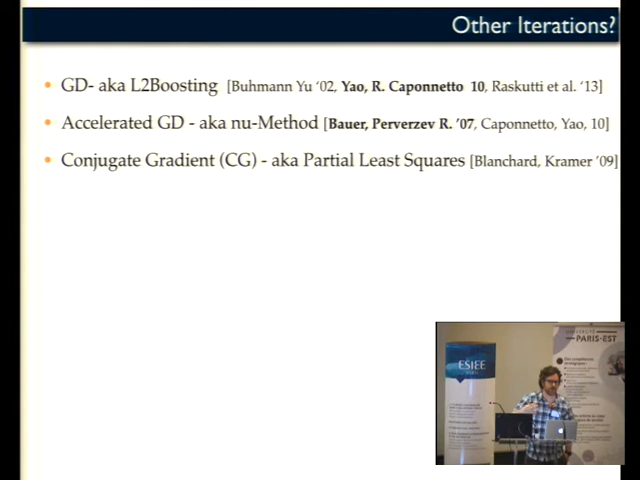 Other Iterations?
• GD- aka L2Boosting [Buhmann Yu '02, Yao, R. Caponnetto 10, Raskutti et al. '13]
• Accelerated GD - aka nu-Method [Bauer, Perverzev R. '07, Caponnetto, Yao, 10]
• Conjugate Gradient (CG) - aka Partial Least Squares [Blanchard, Kramer '09]
ESIEE
UNIVERSITÉ
PARIS-EST